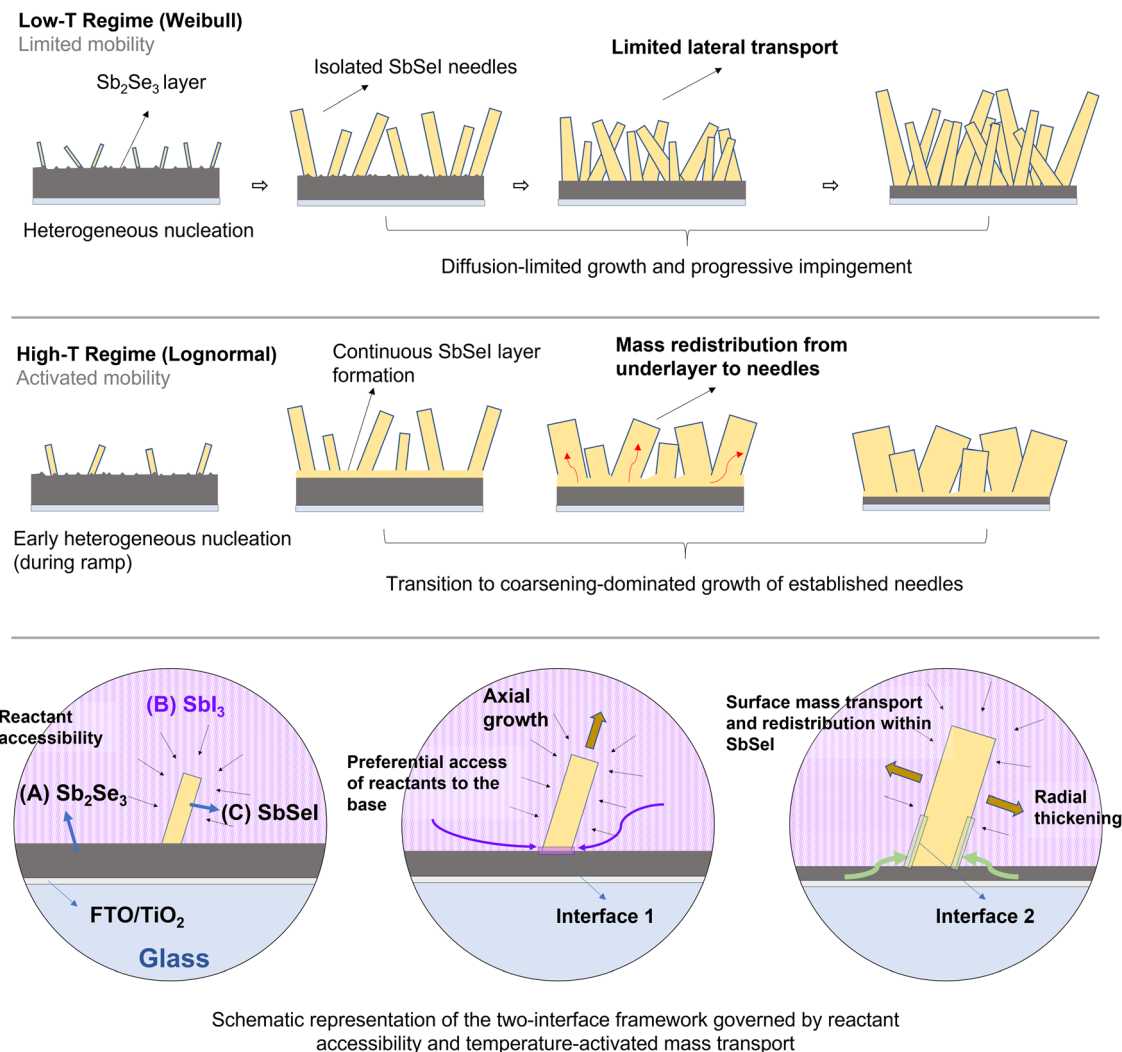 Low-T Regime (Weibull)
Limited mobility
Sb₂Se₃ layer
Isolated SbSeI needles
Limited lateral transport
Heterogeneous nucleation
Diffusion-limited growth and progressive impingement
High-T Regime (Lognormal)
Activated mobility
Continuous SbSeI layer
formation
Mass redistribution from
underlayer to needles
Early heterogeneous nucleation
(during ramp)
Transition to coarsening-dominated growth of established needles
Reactant
accessibility
(B) SbI₃
(A) Sb₂Se₃
(C) SbSeI
FTO/TiO₂
Glass
Axial
growth
Preferential access
of reactants to the
base
Interface 1
Surface mass transport
and redistribution within
SbSeI
Radial
thickening
Interface 2
Schematic representation of the two-interface framework governed by reactant
accessibility and temperature-activated mass transport